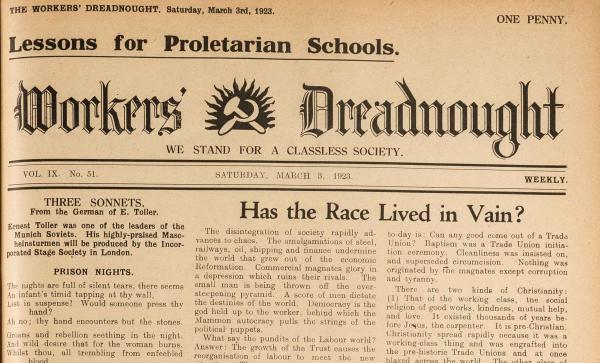 THE WORKERS' DREADNOUGHT. Saturday, March 3rd, 1923.
ONE PENNY.
Lessons for Proletarian Schools.
Workers' Dreadnought
WE STAND FOR A CLASSLESS SOCIETY.
VOL. IX. No. 51.
SATURDAY, MARCH 3, 1923.
WEEKLY.
THREE SONNETS.
From the German of E. Toller.
Ernest Toller was one of the leaders of the
Munich Soviets. His highly-praised Masc-
heinsturmen will be produced by the Incor-
porated Stage Society in London.
PRISON NIGHTS.
The nights are full of silent tears, there seems
An infant's timid tapping at thy wall,
List in suspense! Would someone press thy
hand?
Ah no; thy hand encounters but the stones.
Groans and rebellion seething in the night.
And wild desire that for the woman burns.
Whilst thou, all trembling from enfeebled
Has the Race Lived in Vain?
The disintegration of society rapidly ad-
vances to chaos. The amalgamations of steel,
railways, oil, shipping and finance undermine
the world that grew out of the economic
Reformation. Commercial magnates glory in
a depression which ruins their rivals. The
small man is being thrown off the over-
steepening pyramid. A score of men dictate
the destinies of the world. Democracy is the
god held up to the worker, behind which the
Mammon autocracy pulls the strings of the
political puppets.
What say the pundits of the Labour world?
Answer: The growth of the Trust causes the
reorganisation of labour to meet the new
to-day is: Can any good come out of a Trade
Union? Baptism was a Trade Union initia-
tion ceremony. Cleanliness was insisted on
and superseded circumcision. Nothing was
originated by the magnates except corruption
and tyranny.
There are two kinds of Christianity:
(1) That of the working class, the social
religion of good works, kindness, mutual help,
and love. It existed thousands of years be-
fore Jesus, the carpenter. It is pre-Christian.
Christianity spread rapidly because it was a
working-class thing and was engrafted into
the pre-historic Trade Unions and at once
blazed across the world. The other class of